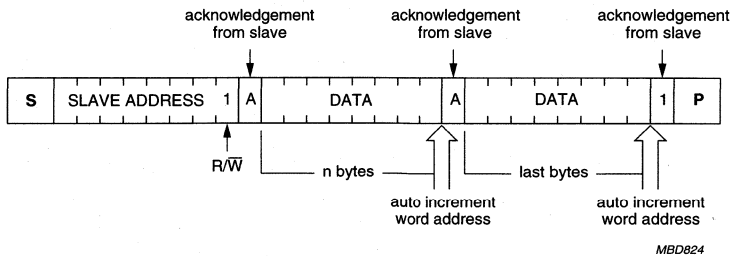 acknowledgement from slave
acknowledgement from slave
acknowledgement from slave
S SLAVE ADDRESS 1 A DATA A DATA 1 P
R/W̅
n bytes
last bytes
auto increment word address
auto increment word address
MBD824